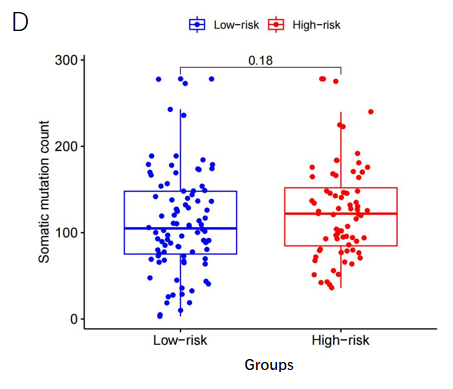 D
Low-risk High-risk
0.18
300
200
100
0
Somatic mutation count
Low-risk High-risk
Groups